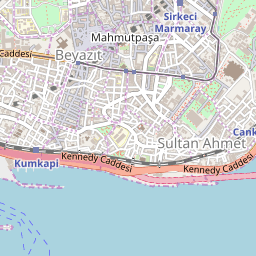 Sirkeci
Marmaray
Mahmutpaşa
Beyazıt
Caddesi
Sultan Ahmet
Cank
Kumkapı
Kennedy Caddesi
Kennedy Caddesi